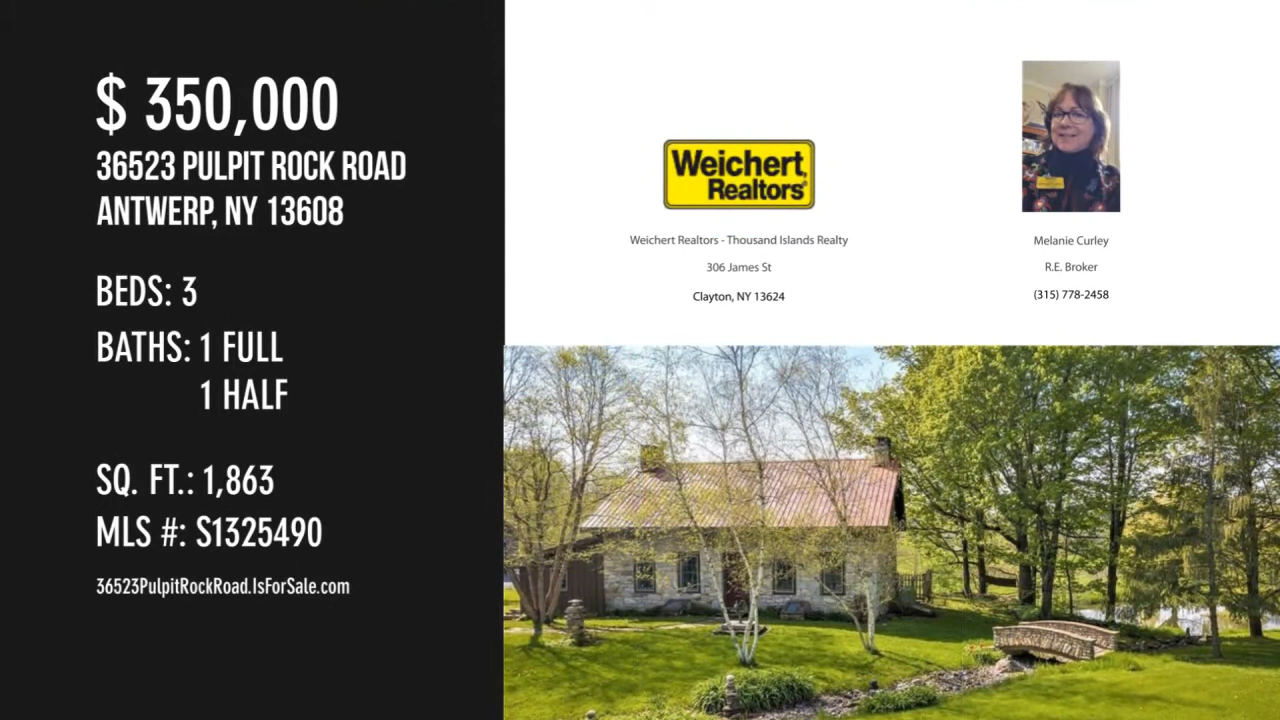 $ 350,000
36523 PULPIT ROCK ROAD
ANTWERP, NY 13608
BEDS: 3
BATHS: 1 FULL
1 HALF
SQ. FT.: 1,863
MLS #: S1325490
36523PulpitRockRoad.IsForSale.com
Weichert,
Realtors®
Weichert Realtors - Thousand Islands Realty
306 James St
Clayton, NY 13624
Melanie Curley
R.E. Broker
(315) 778-2458